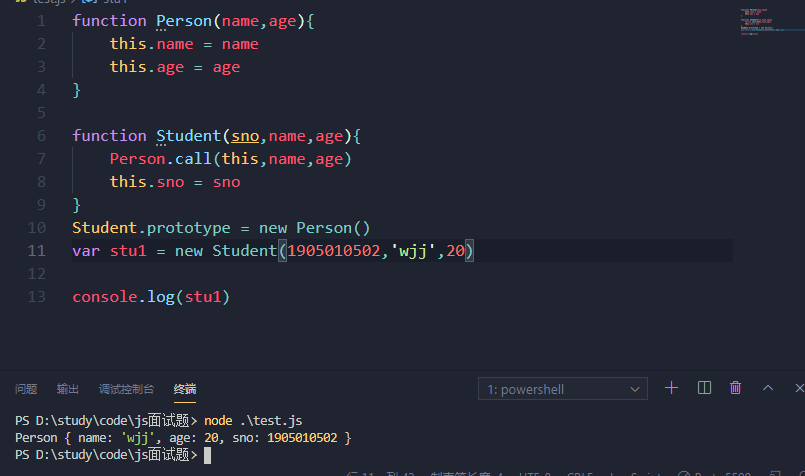 test.js > stu1
1 function Person(name,age){
2 this.name = name
3 this.age = age
4 }
5
6 function Student(sno,name,age){
7 Person.call(this,name,age)
8 this.sno = sno
9 }
10 Student.prototype = new Person()
11 var stu1 = new Student(1905010502,'wjj',20)
12
13 console.log(stu1)
问题 输出 调试控制台 终端 1: powershell
PS D:\study\code\js面试题> node .\test.js
Person { name: 'wjj', age: 20, sno: 1905010502 }
PS D:\study\code\js面试题>